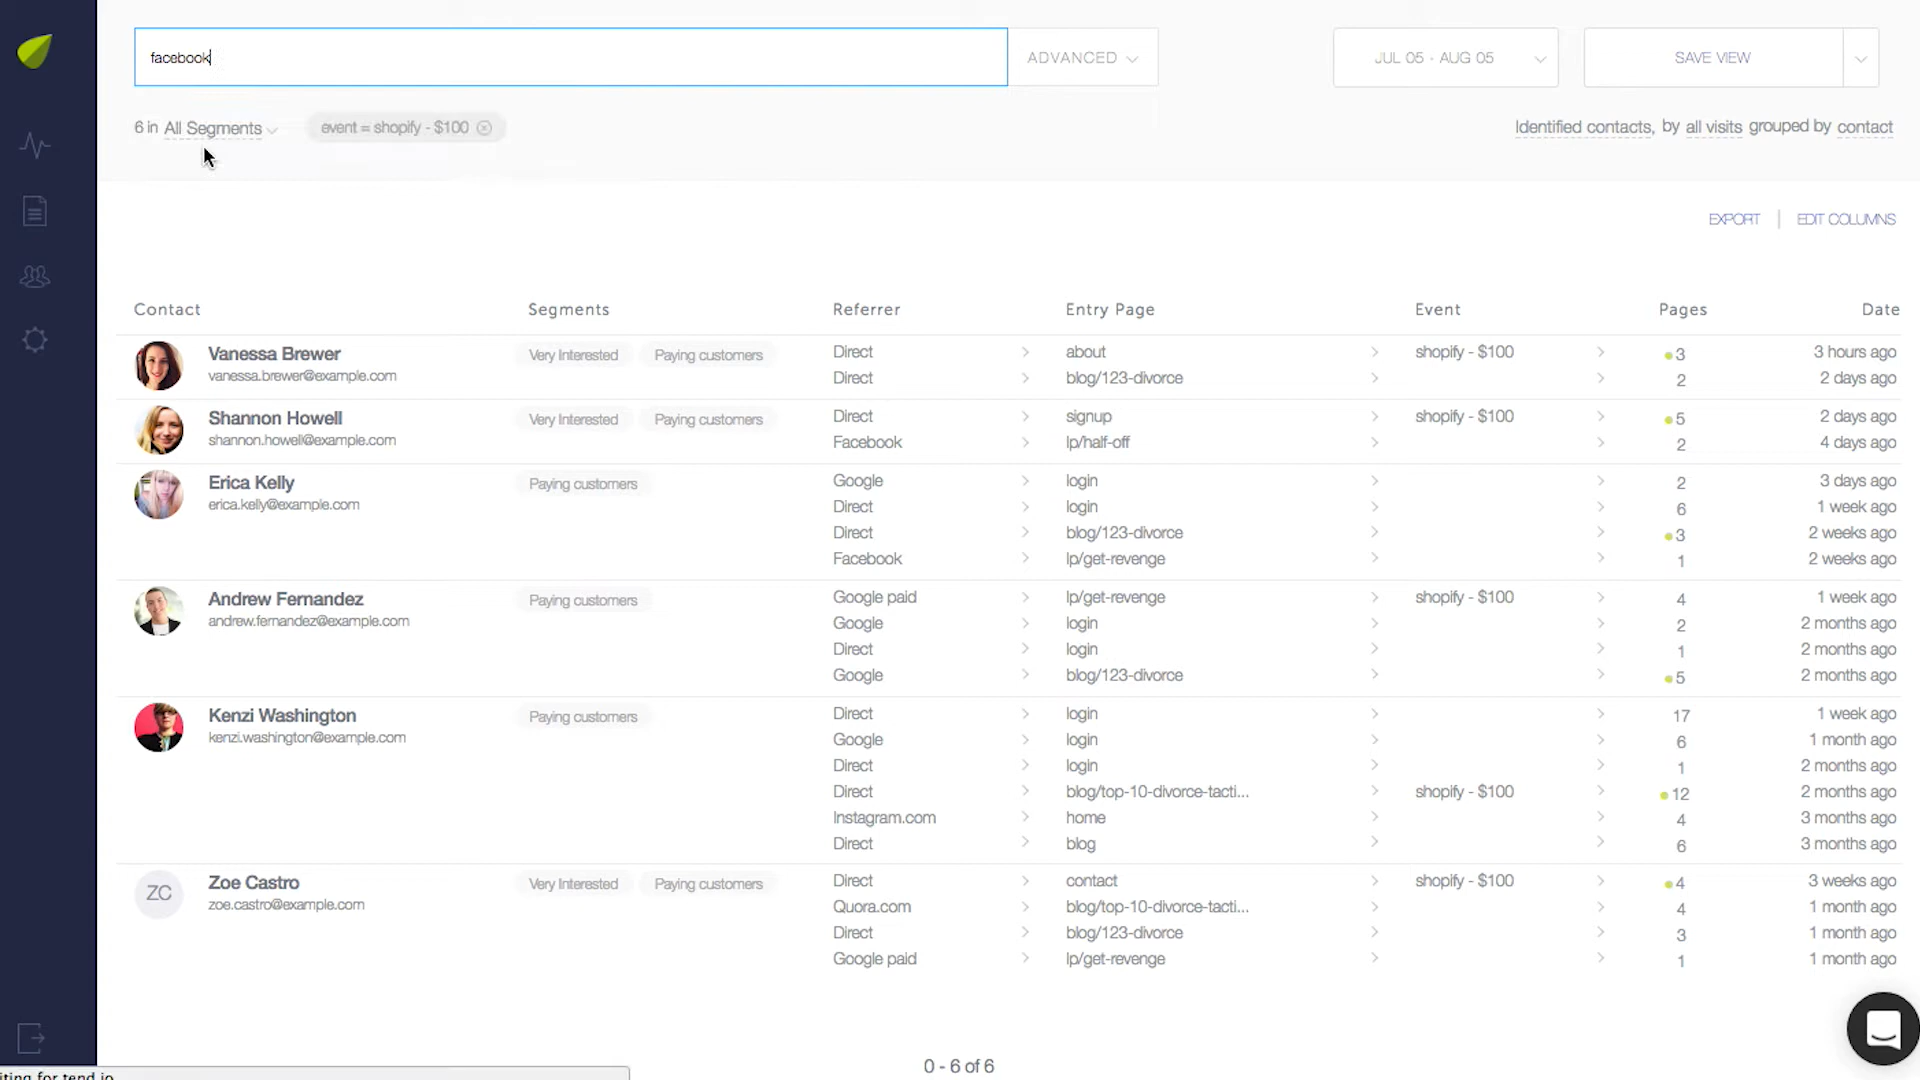 facebook
ADVANCED
JUL 05 - AUG 05
SAVE VIEW
6 in All Segments
event = shopify - $100
Identified contacts, by all visits grouped by contact
EXPORT | EDIT COLUMNS
Contact Segments Referrer Entry Page Event Pages Date
Vanessa Brewer Very Interested Paying customers Direct about shopify - $100 3 3 hours ago
vanessa.brewer@example.com Direct blog/123-divorce 2 2 days ago
Shannon Howell Very Interested Paying customers Direct signup shopify - $100 5 2 days ago
shannon.howell@example.com Facebook lp/half-off 2 4 days ago
Erica Kelly Paying customers Google login 2 3 days ago
erica.kelly@example.com Direct login 6 1 week ago
Direct blog/123-divorce 3 2 weeks ago
Facebook lp/get-revenge 1 2 weeks ago
Andrew Fernandez Paying customers Google paid lp/get-revenge shopify - $100 4 1 week ago
andrew.fernandez@example.com Google login 2 2 months ago
Direct login 1 2 months ago
Google blog/123-divorce 5 2 months ago
Kenzi Washington Paying customers Direct login 17 1 week ago
kenzi.washington@example.com Google login 6 1 month ago
Direct login 1 2 months ago
Direct blog/top-10-divorce-tacti... shopify - $100 12 2 months ago
Instagram.com home 4 3 months ago
Direct blog 6 3 months ago
ZC Zoe Castro Very Interested Paying customers Direct contact shopify - $100 4 3 weeks ago
zoe.castro@example.com Quora.com blog/top-10-divorce-tacti... 4 1 month ago
Direct blog/123-divorce 3 1 month ago
Google paid lp/get-revenge 1 1 month ago
0 - 6 of 6
iting for tend.io